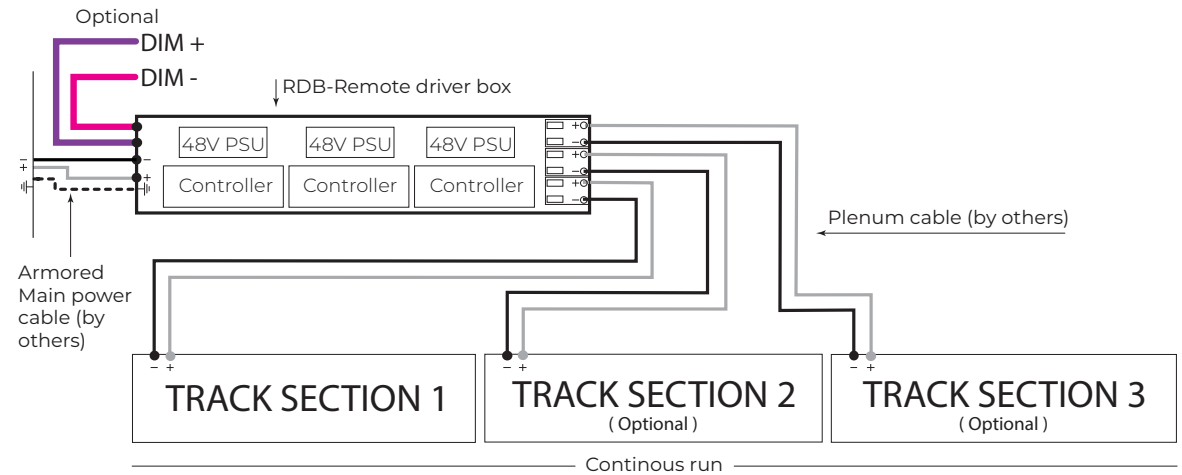 Optional
DIM +
DIM -
RDB-Remote driver box
48V PSU
48V PSU
48V PSU
Controller
Controller
Controller
+
−
+
−
+
−
−
+
−
+
Plenum cable (by others)
Armored
Main power
cable (by
others)
− +
TRACK SECTION 1
− +
TRACK SECTION 2
( Optional )
− +
TRACK SECTION 3
( Optional )
Continous run